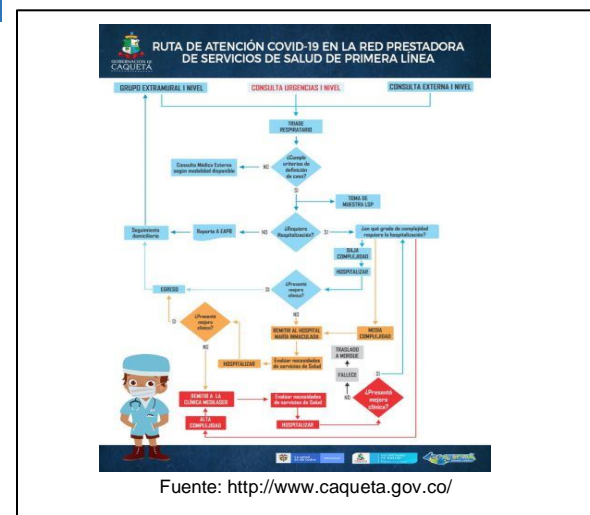 GOBERNACIÓN DE
CAQUETÁ
RUTA DE ATENCIÓN COVID-19 EN LA RED PRESTADORA
DE SERVICIOS DE SALUD DE PRIMERA LÍNEA
GRUPO EXTRAMURAL I NIVEL
CONSULTA URGENCIAS I NIVEL
CONSULTA EXTERNA I NIVEL
TRIAGE
RESPIRATORIO
¿Cumple
criterios de
definición
de caso?
NO
Consulta Médica Externa
según modalidad disponible
SI
TOMA DE
MUESTRA LSP
¿Requiere
Hospitalización?
NO
Reporte A EAPB
Seguimiento
domiciliario
SI
¿en qué grado de complejidad
requiere la hospitalización?
BAJA
COMPLEJIDAD
HOSPITALIZAR
¿Presentó
mejora
clínica?
SI
EGRESO
NO
REMITIR AL HOSPITAL
MARÍA INMACULADA
MEDIA
COMPLEJIDAD
Evaluar necesidades
de servicios de Salud
HOSPITALIZAR
¿Presentó
mejora
clínica?
SI
NO
REMITIR A LA
CLÍNICA MEDILASER
ALTA
COMPLEJIDAD
Evaluar necesidades
de servicios de Salud
HOSPITALIZAR
¿Presentó
mejora
clínica?
SI
NO
FALLECE
TRASLADO
A MORGUE
Fuente: http://www.caqueta.gov.co/